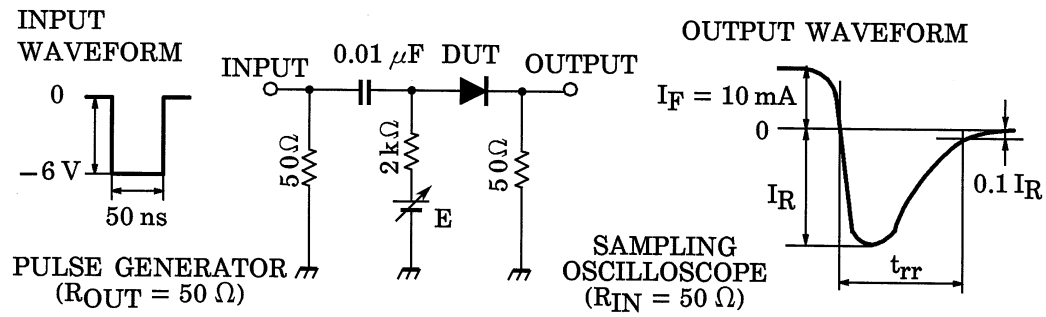 INPUT
WAVEFORM
0
−6 V
50 ns
PULSE GENERATOR
(ROUT = 50 Ω)
INPUT
0.01 μF
DUT
OUTPUT
50Ω
2kΩ
E
50Ω
SAMPLING
OSCILLOSCOPE
(RIN = 50 Ω)
OUTPUT WAVEFORM
IF = 10 mA
0
IR
0.1 IR
trr